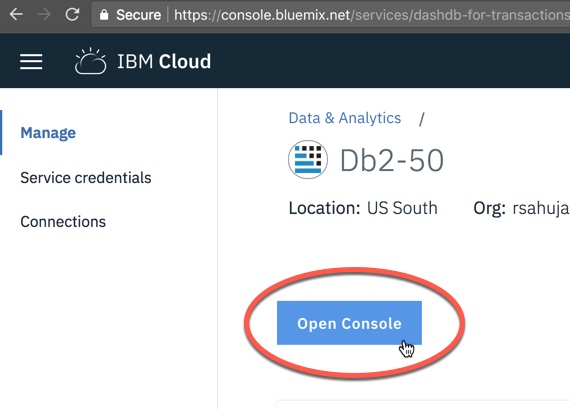 Secure https://console.bluemix.net/services/dashdb-for-transactions
IBM Cloud
Manage
Service credentials
Connections
Data & Analytics /
Db2-50
Location: US South Org: rsahuja
Open Console